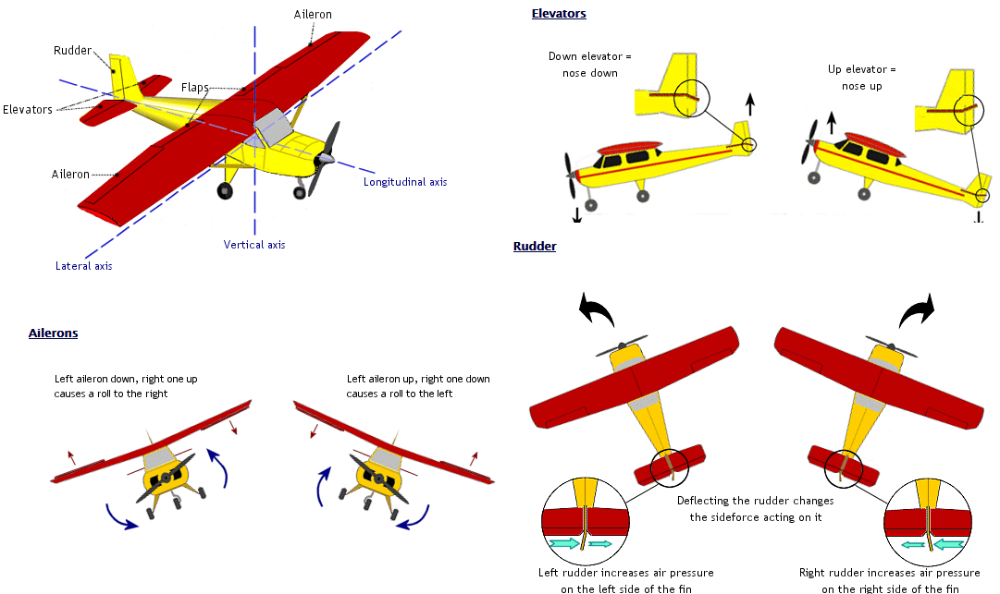 Aileron
Rudder
Flaps
Elevators
Aileron
Longitudinal axis
Vertical axis
Lateral axis
Elevators
Down elevator =
nose down
Up elevator =
nose up
Ailerons
Left aileron down, right one up
causes a roll to the right
Left aileron up, right one down
causes a roll to the left
Rudder
Deflecting the rudder changes
the sideforce acting on it
Left rudder increases air pressure
on the left side of the fin
Right rudder increases air pressure
on the right side of the fin